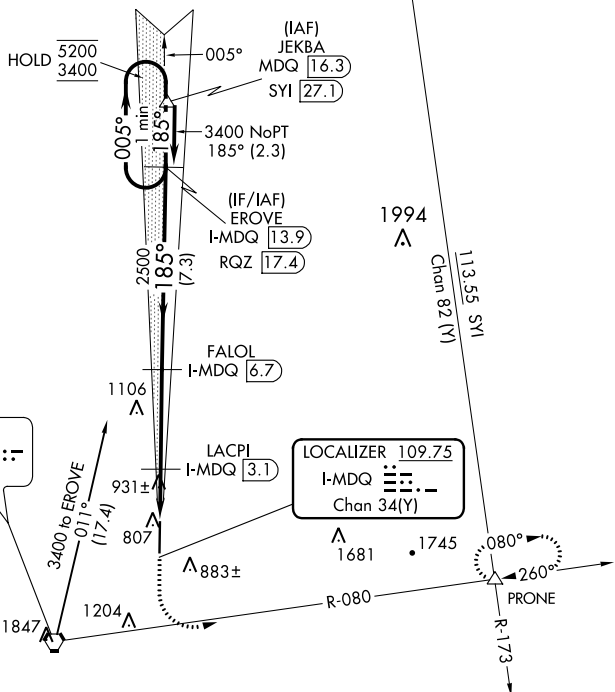 HOLD 5200
3400
005°
(IAF)
JEKBA
MDQ 16.3
SYI 27.1
005°
1 min
185°
3400 NoPT
185° (2.3)
(IF/IAF)
EROVE
I-MDQ 13.9
RQZ 17.4
1994
113.55 SYI
Chan 82 (Y)
2500
185°
(7.3)
FALOL
I-MDQ 6.7
1106
LACPI
I-MDQ 3.1
931±
3400 to EROVE
011°
(17.4)
807
LOCALIZER 109.75
I-MDQ
Chan 34(Y)
883±
1681
1745
080°
260°
PRONE
R-080
R-173
1204
1847